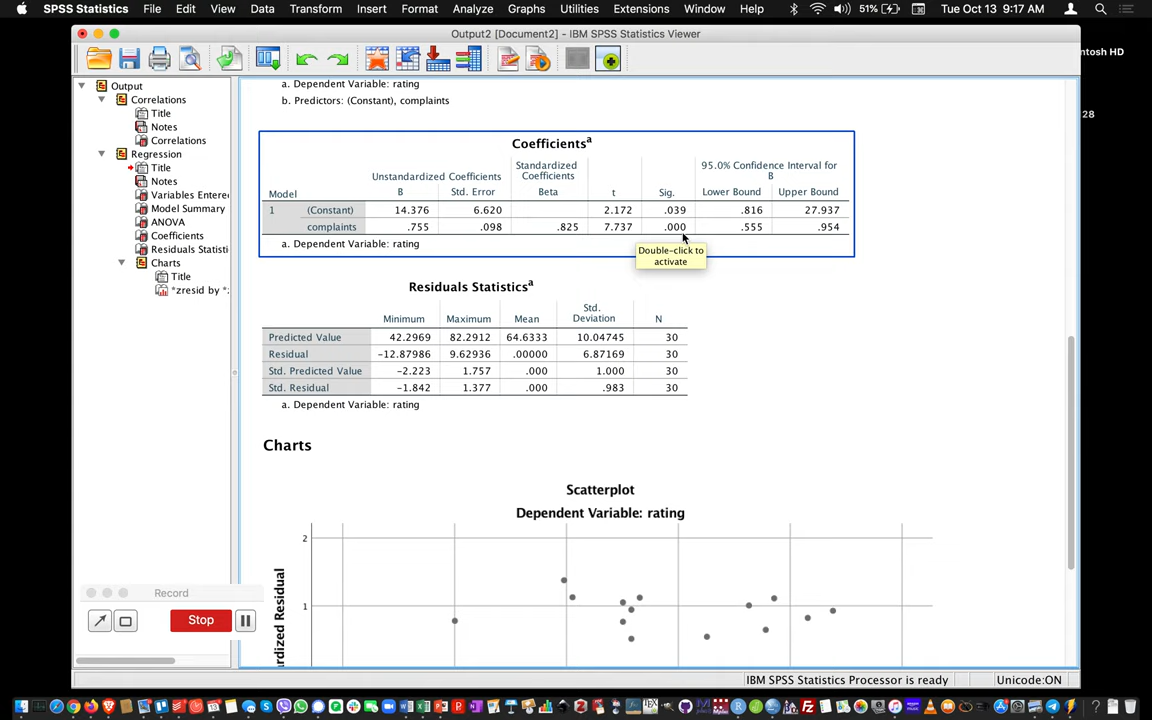 SPSS Statistics File Edit View Data Transform Insert Format Analyze Graphs Utilities Extensions Window Help 51% Tue Oct 13 9:17 AM
Output2 [Document2] - IBM SPSS Statistics Viewer
Output
Correlations
Title
Notes
Correlations
Regression
Title
Notes
Variables Entere
Model Summary
ANOVA
Coefficients
Residuals Statisti
Charts
Title
*zresid by *
a. Dependent Variable: rating
b. Predictors: (Constant), complaints
Coefficientsa
Unstandardized Coefficients Standardized Coefficients 95.0% Confidence Interval for B
Model B Std. Error Beta t Sig. Lower Bound Upper Bound
1 (Constant) 14.376 6.620 2.172 .039 .816 27.937
complaints .755 .098 .825 7.737 .000 .555 .954
a. Dependent Variable: rating
Double-click to
activate
Residuals Statisticsa
Minimum Maximum Mean Std. Deviation N
Predicted Value 42.2969 82.2912 64.6333 10.04745 30
Residual -12.87986 9.62936 .00000 6.87169 30
Std. Predicted Value -2.223 1.757 .000 1.000 30
Std. Residual -1.842 1.377 .000 .983 30
a. Dependent Variable: rating
Charts
Scatterplot
Dependent Variable: rating
2
1
dized Residual
Record
Stop
IBM SPSS Statistics Processor is ready Unicode:ON
ntosh HD
28